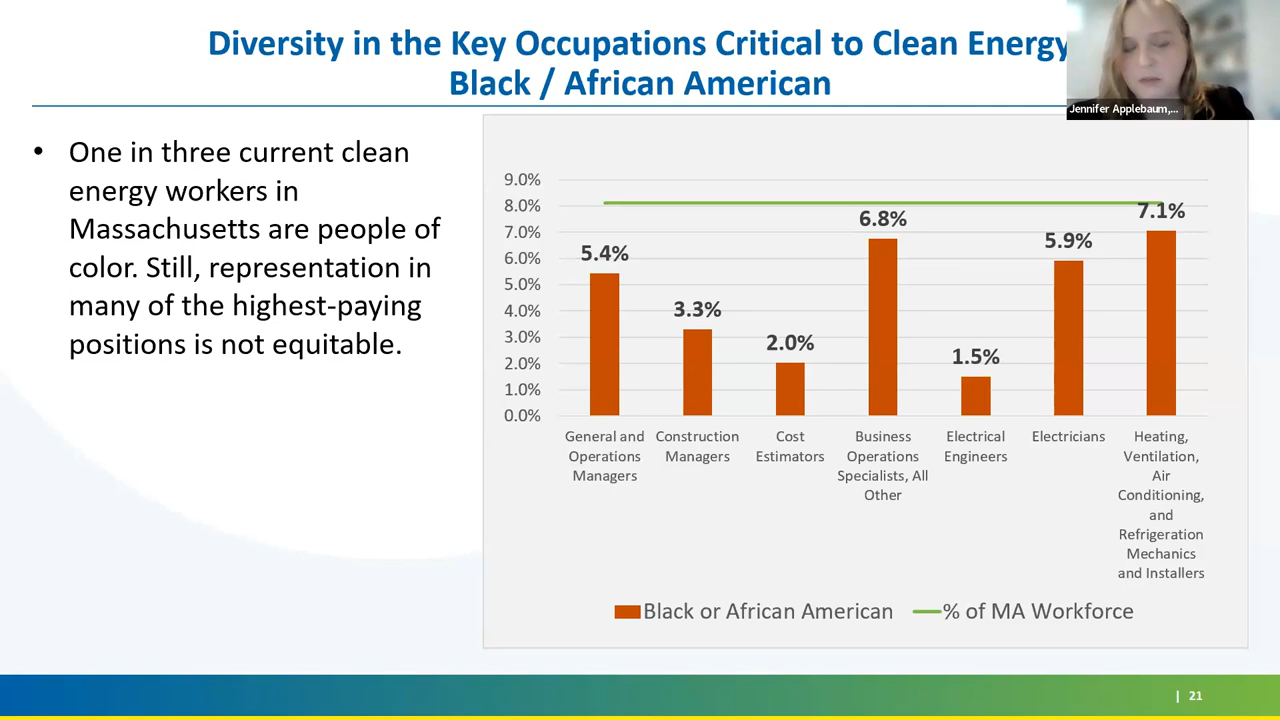 Diversity in the Key Occupations Critical to Clean Energy
Black / African American
Jennifer Applebaum,...
• One in three current clean
energy workers in
Massachusetts are people of
color. Still, representation in
many of the highest-paying
positions is not equitable.
9.0%
8.0%
7.0%
6.0%
5.0%
4.0%
3.0%
2.0%
1.0%
0.0%
5.4%
3.3%
2.0%
6.8%
1.5%
5.9%
7.1%
General and
Operations
Managers
Construction
Managers
Cost
Estimators
Business
Operations
Specialists, All
Other
Electrical
Engineers
Electricians
Heating,
Ventilation,
Air
Conditioning,
and
Refrigeration
Mechanics
and Installers
Black or African American
% of MA Workforce
| 21